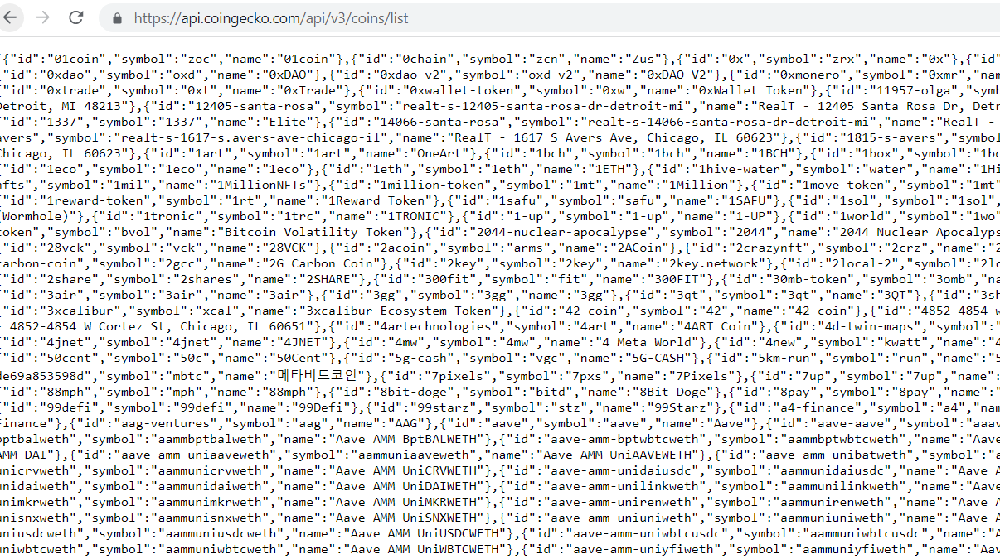 https://api.coingecko.com/api/v3/coins/list
[{"id":"01coin","symbol":"zoc","name":"01coin"},{"id":"0chain","symbol":"zcn","name":"Zus"},{"id":"0x","symbol":"zrx","name":"0x"},{"id"
{"id":"0xdao","symbol":"oxd","name":"0xDAO"},{"id":"0xdao-v2","symbol":"oxd v2","name":"0xDAO V2"},{"id":"0xmonero","symbol":"0xmr","nam
{"id":"0xtrade","symbol":"0xt","name":"0xTrade"},{"id":"0xwallet-token","symbol":"0xw","name":"0xWallet Token"},{"id":"11957-olga","symb
Detroit, MI 48213"},{"id":"12405-santa-rosa","symbol":"realt-s-12405-santa-rosa-dr-detroit-mi","name":"RealT - 12405 Santa Rosa Dr, Detr
{"id":"1337","symbol":"1337","name":"Elite"},{"id":"14066-santa-rosa","symbol":"realt-s-14066-santa-rosa-dr-detroit-mi","name":"RealT -
avers","symbol":"realt-s-1617-s.avers-ave-chicago-il","name":"RealT - 1617 S Avers Ave, Chicago, IL 60623"},{"id":"1815-s-avers","symbol
Chicago, IL 60623"},{"id":"1art","symbol":"1art","name":"OneArt"},{"id":"1bch","symbol":"1bch","name":"1BCH"},{"id":"1box","symbol":"1bo
{"id":"1eco","symbol":"1eco","name":"1eco"},{"id":"1eth","symbol":"1eth","name":"1ETH"},{"id":"1hive-water","symbol":"water","name":"1Hi
nfts","symbol":"1mil","name":"1MillionNFTs"},{"id":"1million-token","symbol":"1mt","name":"1Million"},{"id":"1move token","symbol":"1mt"
{"id":"1reward-token","symbol":"1rt","name":"1Reward Token"},{"id":"1safu","symbol":"safu","name":"1SAFU"},{"id":"1sol","symbol":"1sol",
(Wormhole)"},{"id":"1tronic","symbol":"1trc","name":"1TRONIC"},{"id":"1-up","symbol":"1-up","name":"1-UP"},{"id":"1world","symbol":"1wo
token","symbol":"bvol","name":"Bitcoin Volatility Token"},{"id":"2044-nuclear-apocalypse","symbol":"2044","name":"2044 Nuclear Apocalyps
{"id":"28vck","symbol":"vck","name":"28VCK"},{"id":"2acoin","symbol":"arms","name":"2ACoin"},{"id":"2crazynft","symbol":"2crz","name":"2
carbon-coin","symbol":"2gcc","name":"2G Carbon Coin"},{"id":"2key","symbol":"2key","name":"2key.network"},{"id":"2local-2","symbol":"2lc
{"id":"2share","symbol":"2shares","name":"2SHARE"},{"id":"300fit","symbol":"fit","name":"300FIT"},{"id":"30mb-token","symbol":"3omb","na
{"id":"3air","symbol":"3air","name":"3air"},{"id":"3gg","symbol":"3gg","name":"3gg"},{"id":"3qt","symbol":"3qt","name":"3QT"},{"id":"3sh
{"id":"3xcalibur","symbol":"xcal","name":"3xcalibur Ecosystem Token"},{"id":"42-coin","symbol":"42","name":"42-coin"},{"id":"4852-4854-w
- 4852-4854 W Cortez St, Chicago, IL 60651"},{"id":"4artechnologies","symbol":"4art","name":"4ART Coin"},{"id":"4d-twin-maps","symbol":"
{"id":"4jnet","symbol":"4jnet","name":"4JNET"},{"id":"4mw","symbol":"4mw","name":"4 Meta World"},{"id":"4new","symbol":"kwatt","name":"4
{"id":"50cent","symbol":"50c","name":"50Cent"},{"id":"5g-cash","symbol":"vgc","name":"5G-CASH"},{"id":"5km-run","symbol":"run","name":"5
de69a853598d","symbol":"mbtc","name":"메타비트코인"},{"id":"7pixels","symbol":"7pxs","name":"7Pixels"},{"id":"7up","symbol":"7up","name":
{"id":"88mph","symbol":"mph","name":"88mph"},{"id":"8bit-doge","symbol":"bitd","name":"8Bit Doge"},{"id":"8pay","symbol":"8pay","name":"
{"id":"99defi","symbol":"99defi","name":"99Defi"},{"id":"99starz","symbol":"stz","name":"99Starz"},{"id":"a4-finance","symbol":"a4","nam
Finance"},{"id":"aag-ventures","symbol":"aag","name":"AAG"},{"id":"aave","symbol":"aave","name":"Aave"},{"id":"aave-aave","symbol":"aaav
bptbalweth","symbol":"aammbptbalweth","name":"Aave AMM BptBALWETH"},{"id":"aave-amm-bptwbtcweth","symbol":"aammbptwbtcweth","name":"Aave
AMM DAI"},{"id":"aave-amm-uniaaveweth","symbol":"aammuniaaveweth","name":"Aave AMM UniAAVEWETH"},{"id":"aave-amm-unibatweth","symbol":"a
unicrvweth","symbol":"aammunicrvweth","name":"Aave AMM UniCRVWETH"},{"id":"aave-amm-unidaiusdc","symbol":"aammunidaiusdc","name":"Aave A
unidaiweth","symbol":"aammunidaiweth","name":"Aave AMM UniDAIWETH"},{"id":"aave-amm-unilinkweth","symbol":"aammunilinkweth","name":"Aave
unimkrweth","symbol":"aammunimkrweth","name":"Aave AMM UniMKRWETH"},{"id":"aave-amm-unirenweth","symbol":"aammunirenweth","name":"Aave A
unisnxweth","symbol":"aammunisnxweth","name":"Aave AMM UniSNXWETH"},{"id":"aave-amm-uniuniweth","symbol":"aammuniuniweth","name":"Aave A
uniusdcweth","symbol":"aammuniusdcweth","name":"Aave AMM UniUSDCWETH"},{"id":"aave-amm-uniwbtcusdc","symbol":"aammuniwbtcusdc","name":"A
uniwbtcweth","symbol":"aammuniwbtcweth","name":"Aave AMM UniWBTCWETH"},{"id":"aave-amm-uniyfiweth","symbol":"aammuniyfiweth","name":"Aav